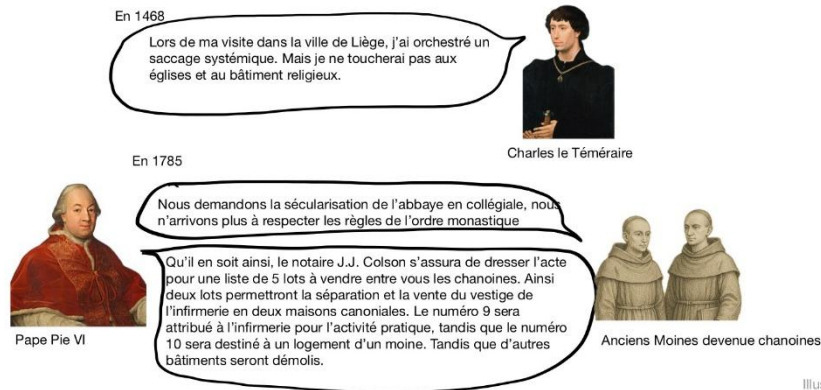 En 1468
Lors de ma visite dans la ville de Liège, j'ai orchestré un
saccage systémique. Mais je ne toucherai pas aux
églises et au bâtiment religieux.
Charles le Téméraire
En 1785
Nous demandons la sécularisation de l'abbaye en collégiale, nous
n'arrivons plus à respecter les règles de l'ordre monastique
Qu'il en soit ainsi, le notaire J.J. Colson s'assura de dresser l'acte
pour une liste de 5 lots à vendre entre vous les chanoines. Ainsi
deux lots permettront la séparation et la vente du vestige de
l'infirmerie en deux maisons canoniales. Le numéro 9 sera
attribué à l'infirmerie pour l'activité pratique, tandis que le numéro
10 sera destiné à un logement d'un moine. Tandis que d'autres
bâtiments seront démolis.
Pape Pie VI
Anciens Moines devenue chanoines